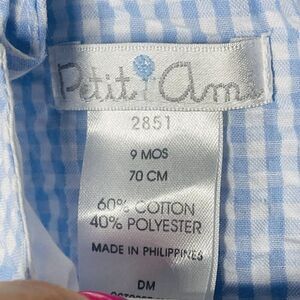 Petit Ami
2851
9 MOS
70 CM
60% COTTON
40% POLYESTER
MADE IN PHILIPPINES
DM